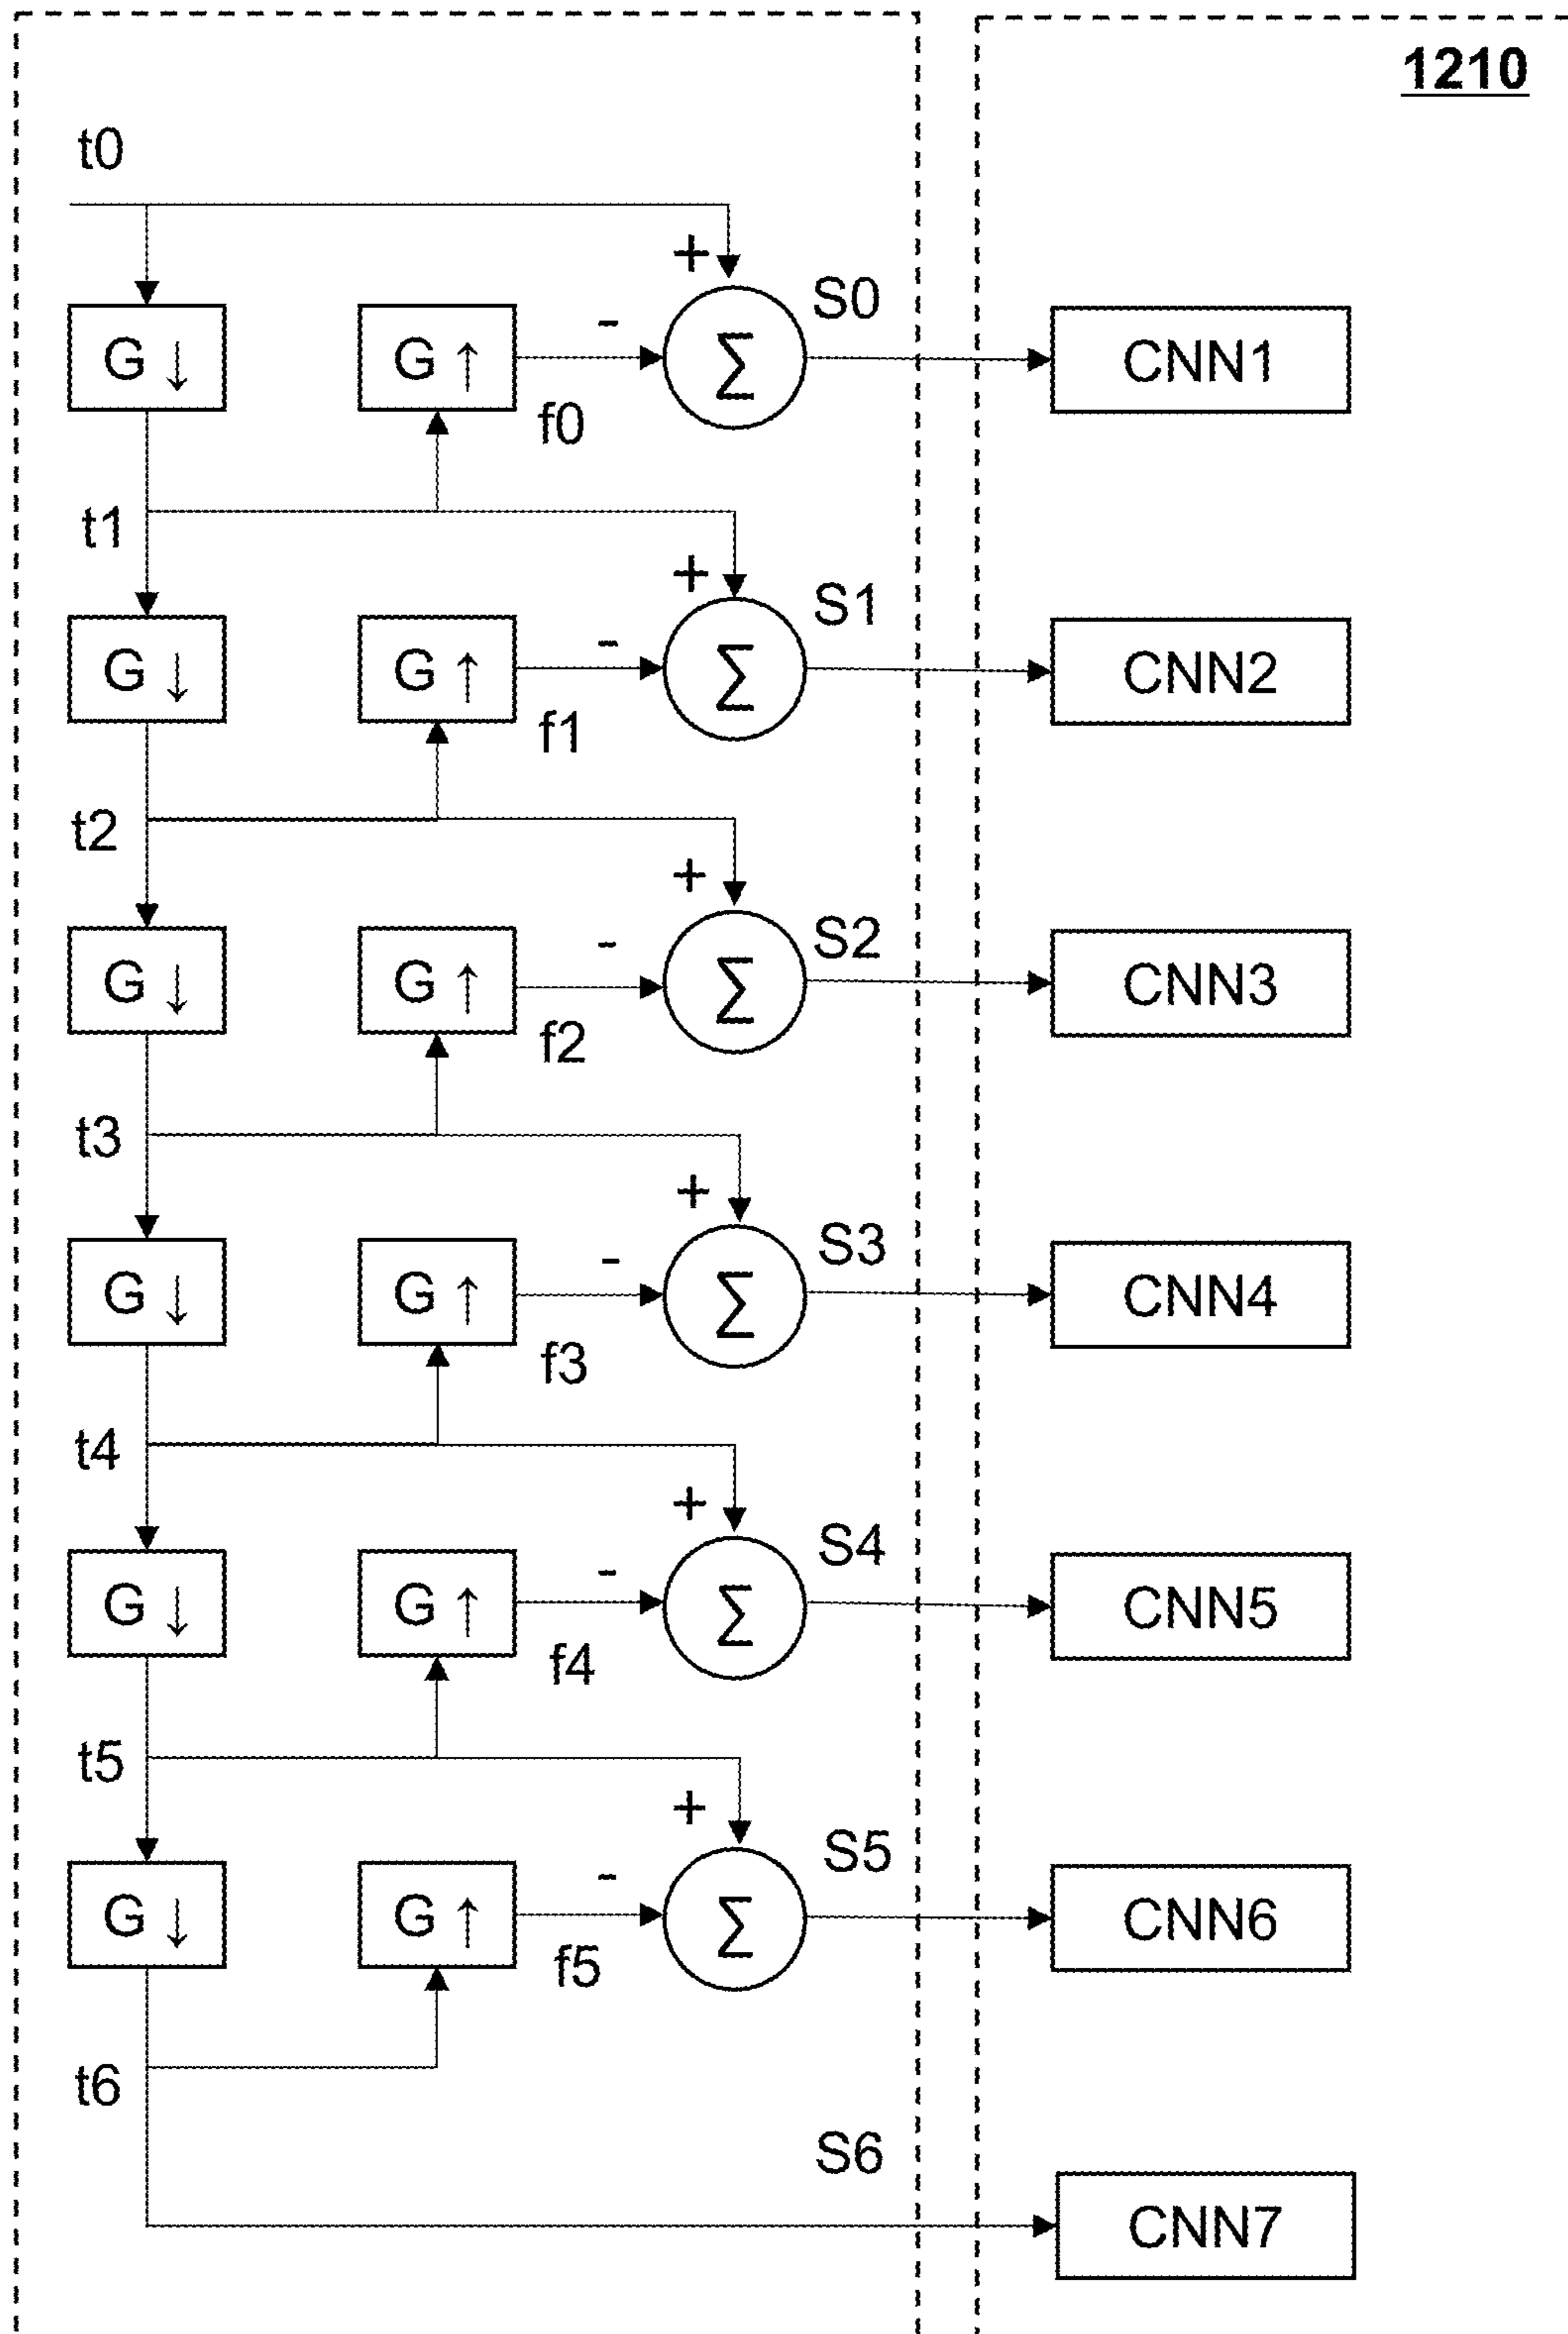 1210
t0
+
S0
G ↓
G ↑
-
Σ
CNN1
f0
t1
+
S1
G ↓
G ↑
-
Σ
CNN2
f1
t2
+
S2
G ↓
G ↑
-
Σ
CNN3
f2
t3
+
S3
G ↓
G ↑
-
Σ
CNN4
f3
t4
+
S4
G ↓
G ↑
-
Σ
CNN5
f4
t5
+
S5
G ↓
G ↑
-
Σ
CNN6
f5
t6
S6
CNN7